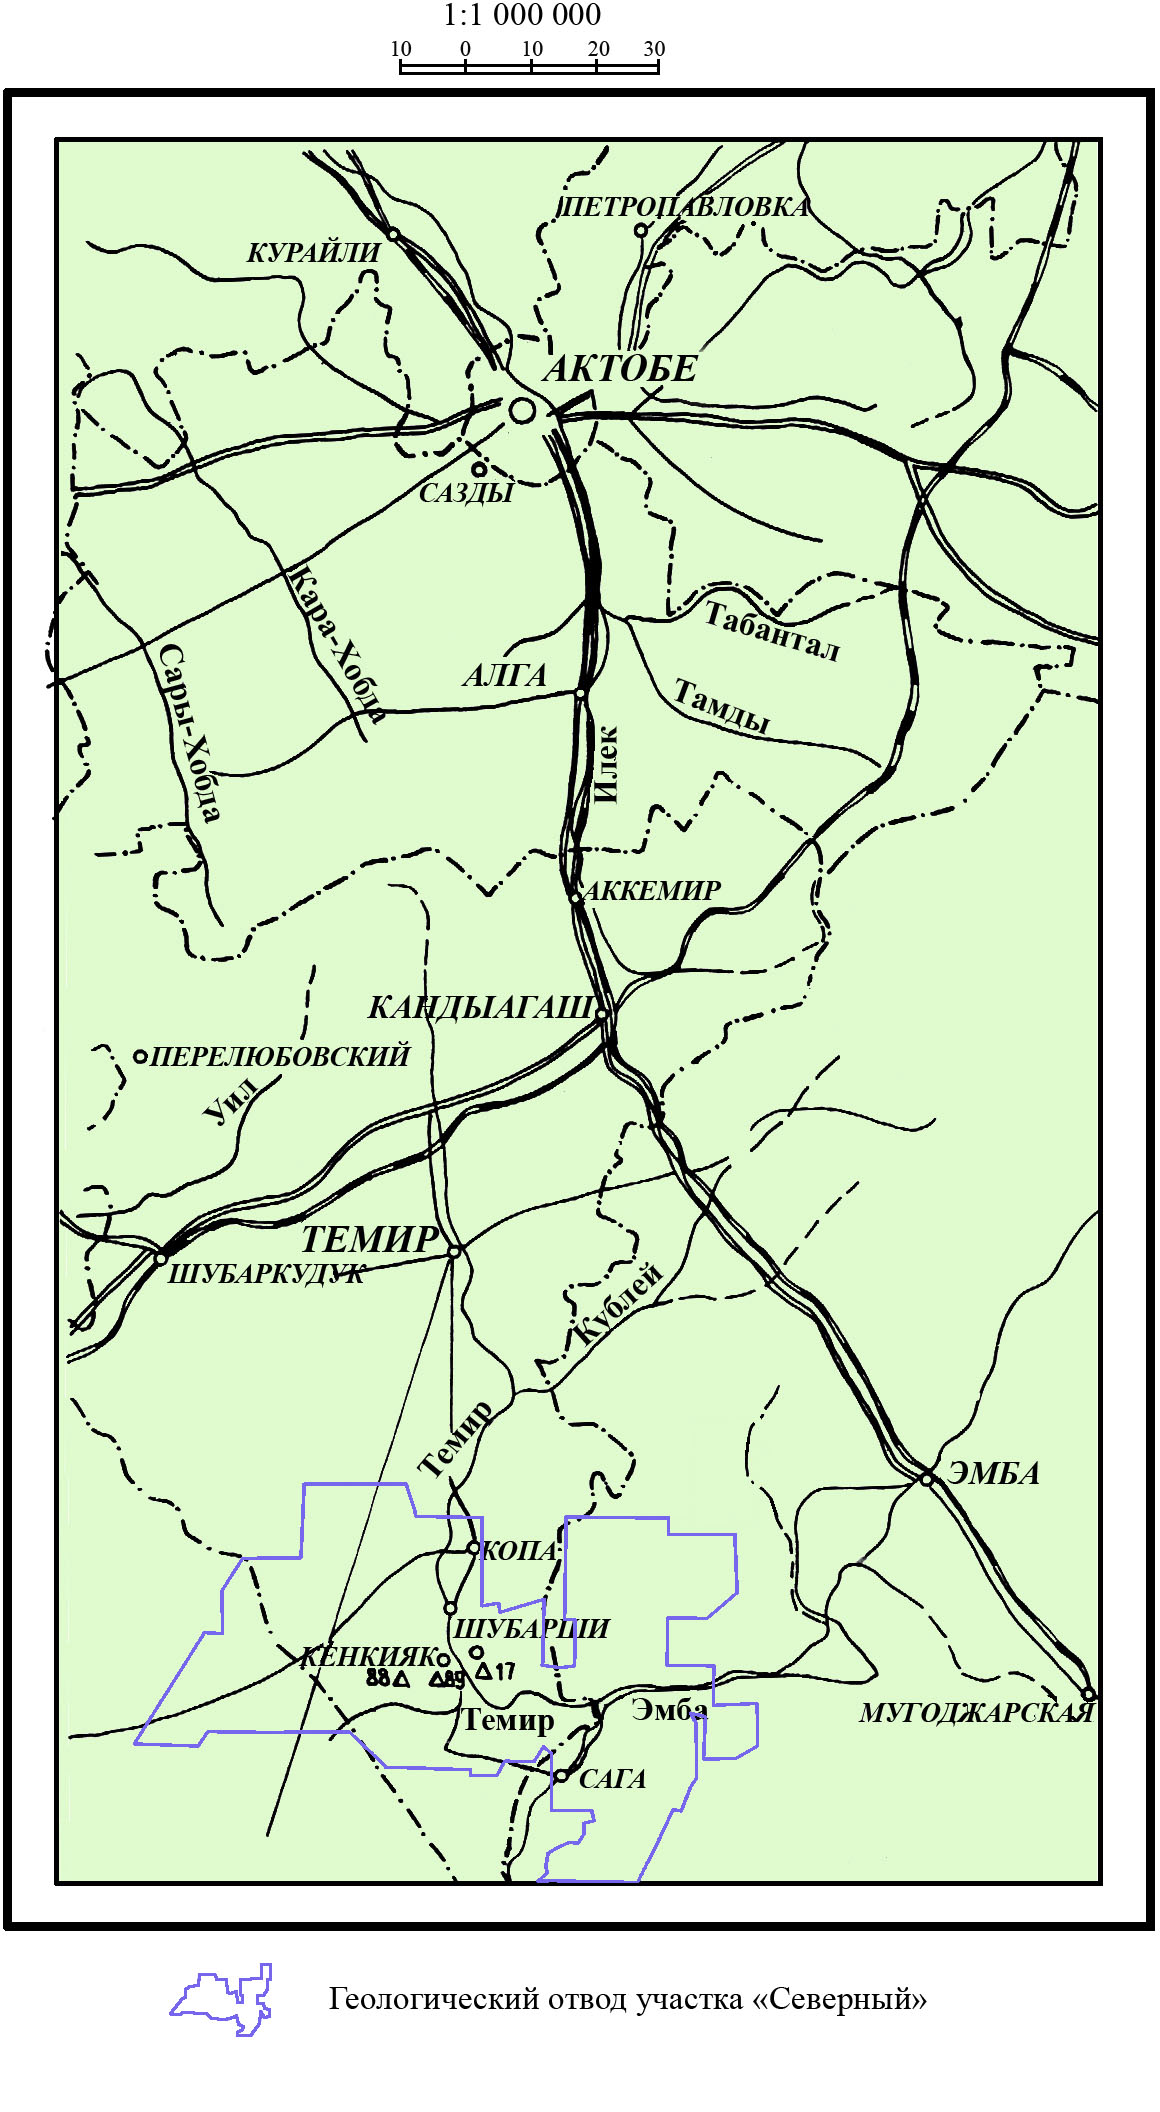 1:1 000 000
10 0 10 20 30
ПЕТРОПАВЛОВКА
КУРАЙЛИ
АКТОБЕ
САЗДЫ
Кара-Хобда
Табантал
Сары-Хобда
АЛГА
Тамды
Илек
АККЕМИР
КАНДЫАГАШ
ПЕРЕЛЮБОВСКИЙ
Уил
ТЕМИР
ШУБАРКУДУК
Кублей
Темир
ЭМБА
КОПА
ШУБАРШИ
КЕНКИЯК
88 89 17
Темир
Эмба
МУГОДЖАРСКАЯ
САГА
Геологический отвод участка «Северный»